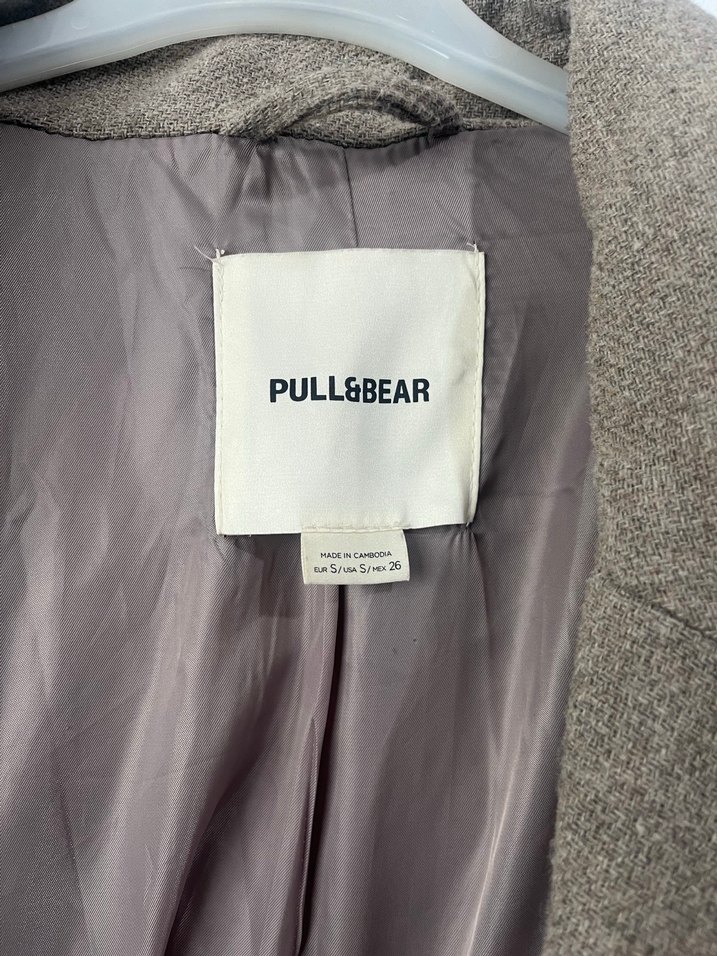 PULL&BEAR
MADE IN CAMBODIA
EUR S/USA S/MEX 26